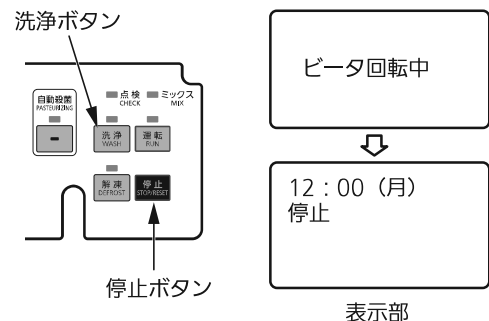 洗浄ボタン
自動殺菌
PASTEURIZING
点検
CHECK
ミックス
MIX
洗浄
WASH
運転
RUN
解凍
DEFROST
停止
STOP/RESET
停止ボタン
ビータ回転中
12：00（月）
停止
表示部